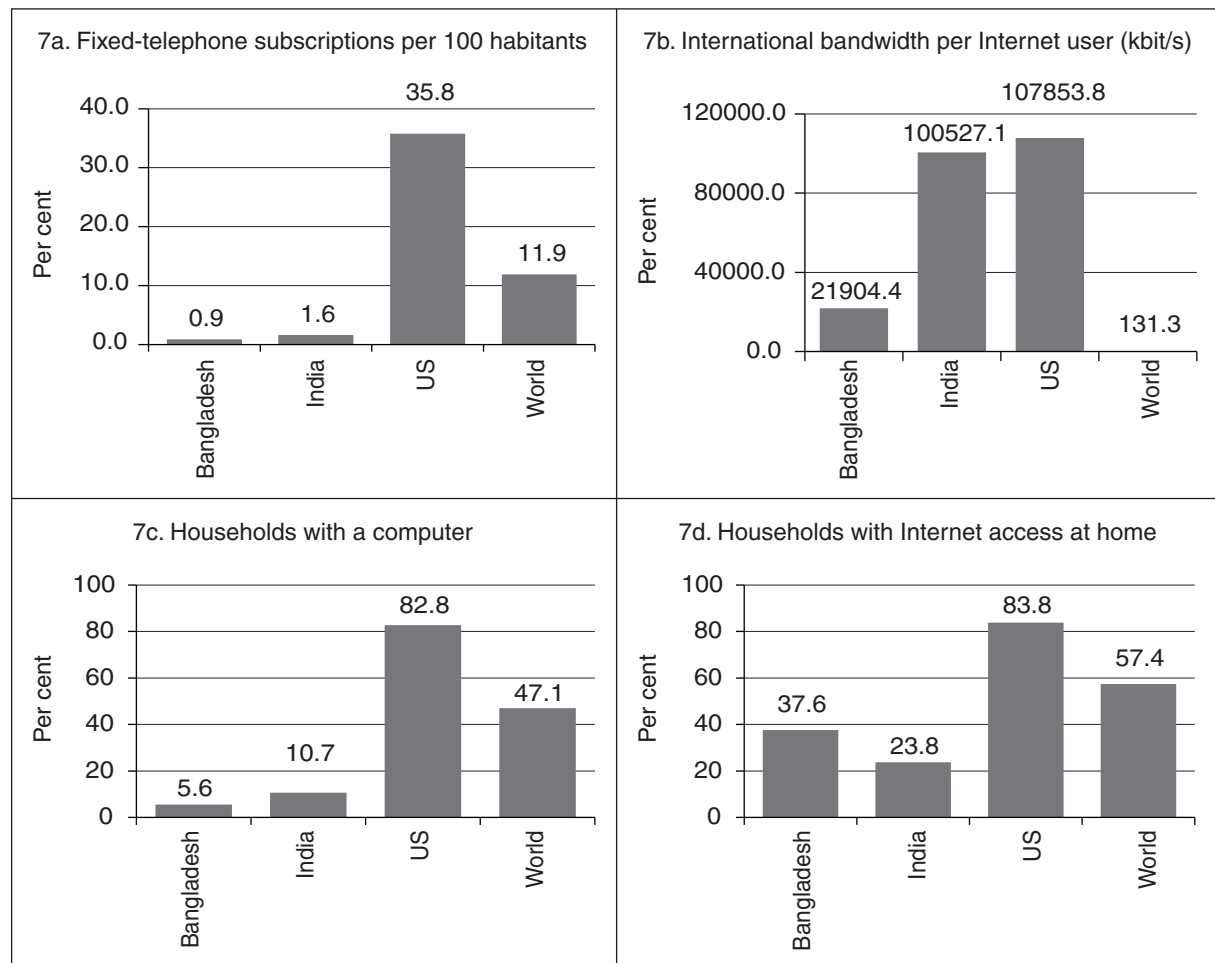 7a. Fixed-telephone subscriptions per 100 habitants
35.8
40.0
30.0
20.0
10.0
0.0
Per cent
11.9
0.9
1.6
Bangladesh
India
US
World
7b. International bandwidth per Internet user (kbit/s)
107853.8
120000.0
80000.0
40000.0
0.0
Per cent
100527.1
21904.4
131.3
Bangladesh
India
US
World
7c. Households with a computer
100
80
60
40
20
0
Per cent
82.8
47.1
10.7
5.6
Bangladesh
India
US
World
7d. Households with Internet access at home
100
80
60
40
20
0
Per cent
83.8
57.4
37.6
23.8
Bangladesh
India
US
World